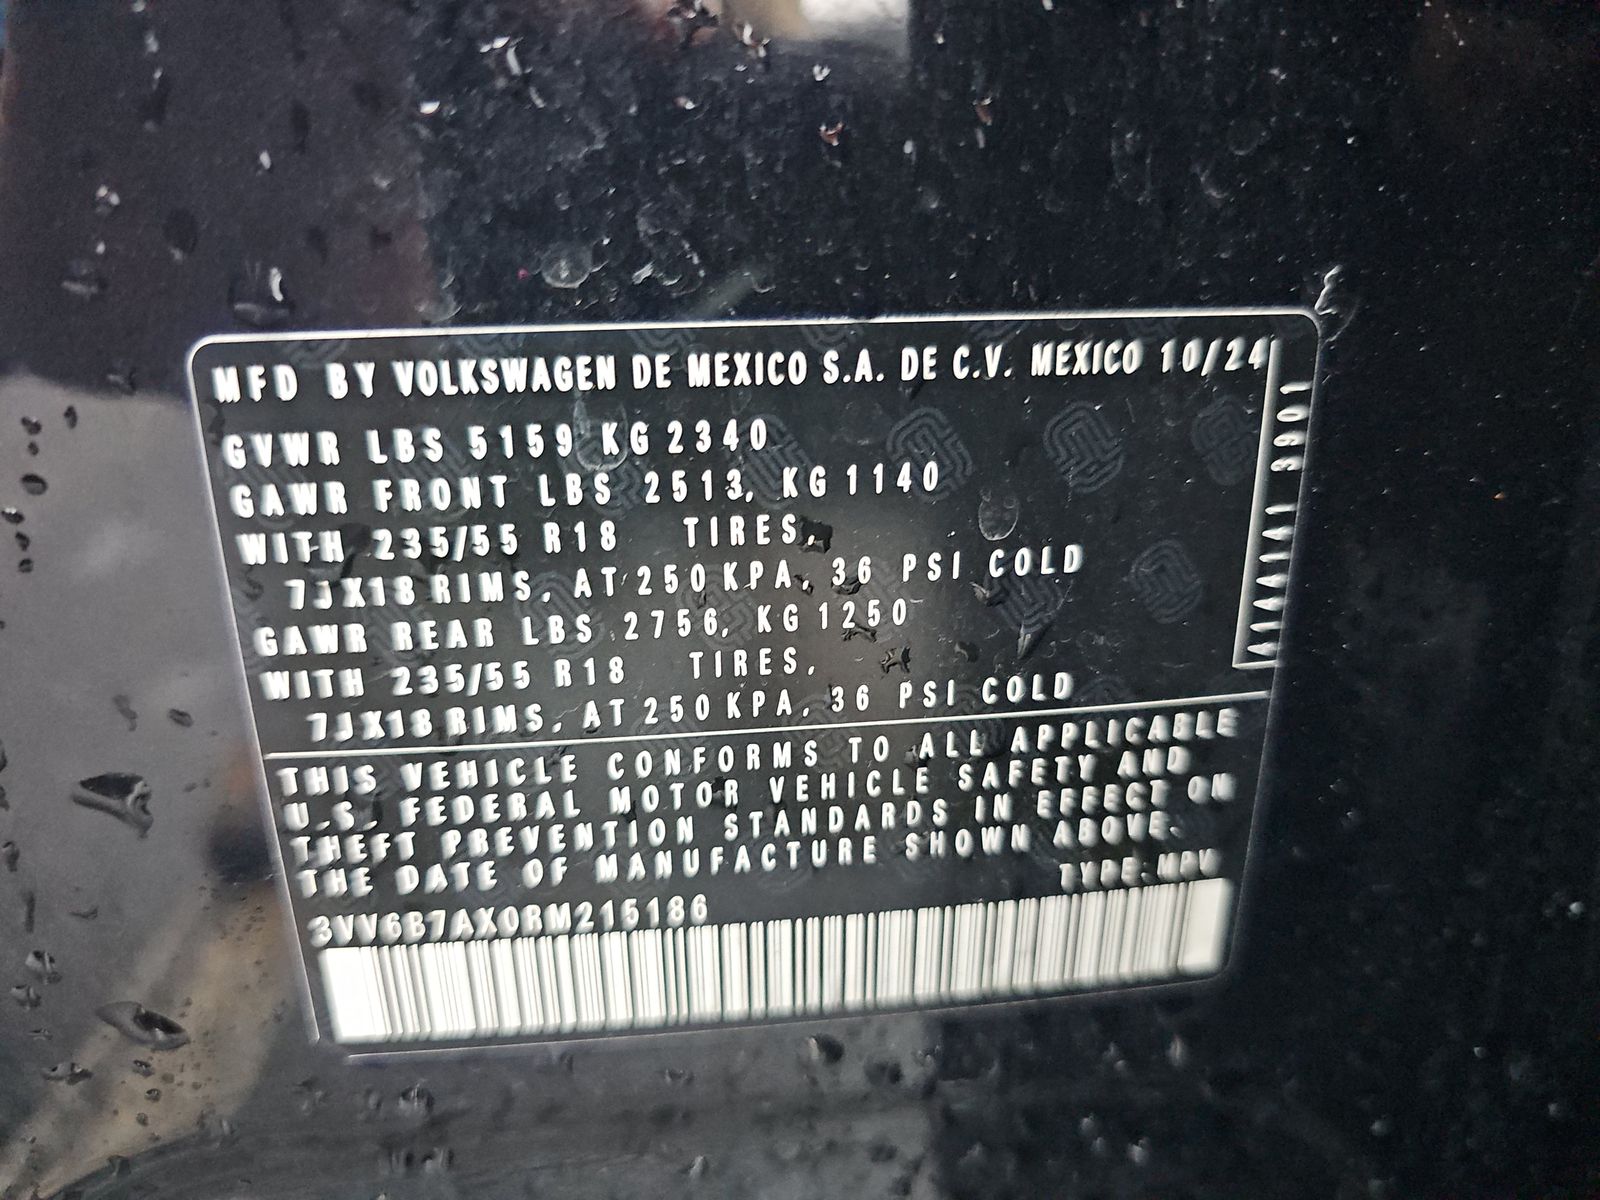 MFD BY VOLKSWAGEN DE MEXICO S.A. DE C.V. MEXICO 10/24
GVWR LBS 5159 KG 2340
GAWR FRONT LBS 2513, KG 1140
WITH 235/55 R18 TIRES,
7JX18 RIMS, AT 250 KPA, 36 PSI COLD
GAWR REAR LBS 2756, KG 1250
WITH 235/55 R18 TIRES,
7JX18 RIMS, AT 250 KPA, 36 PSI COLD
THIS VEHICLE CONFORMS TO ALL APPLICABLE
U.S. FEDERAL MOTOR VEHICLE SAFETY AND
THEFT PREVENTION STANDARDS IN EFFECT ON
THE DATE OF MANUFACTURE SHOWN ABOVE.
TYPE: MPV
3VV6B7AX0RM215186